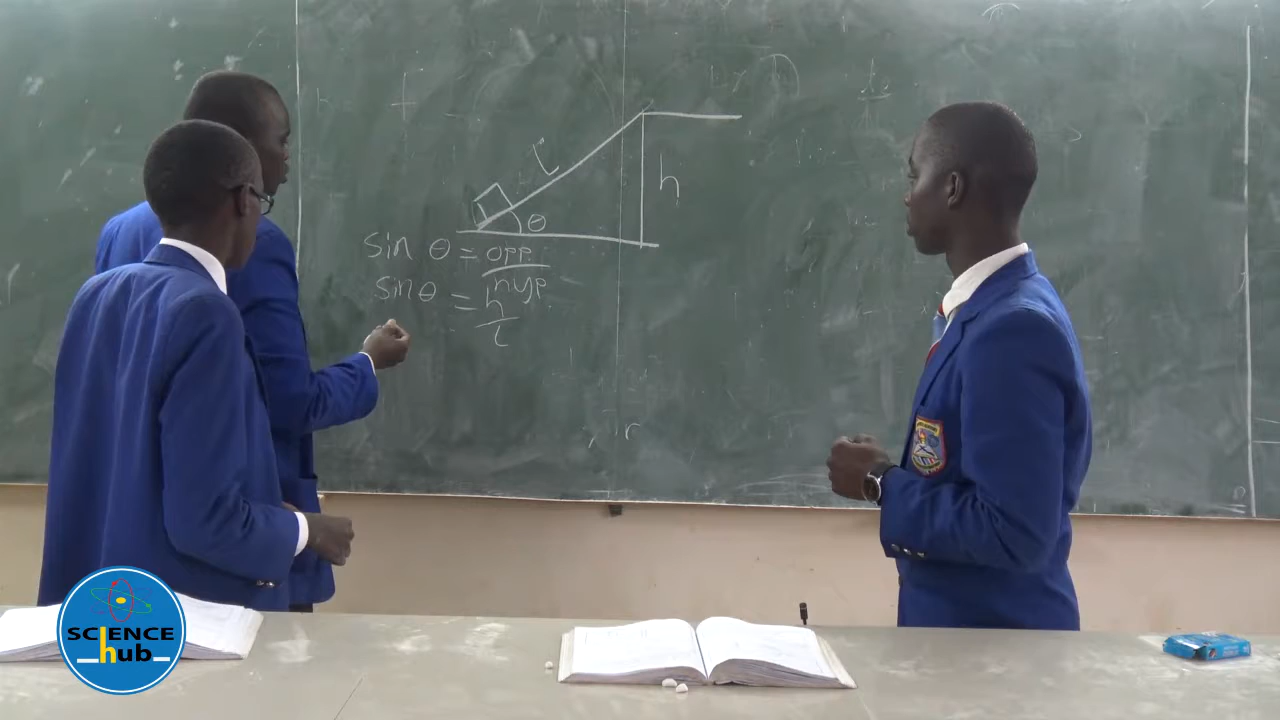 L
h
θ
sin θ = opp
hyp
sin θ = h
L
SCIENCE
hub